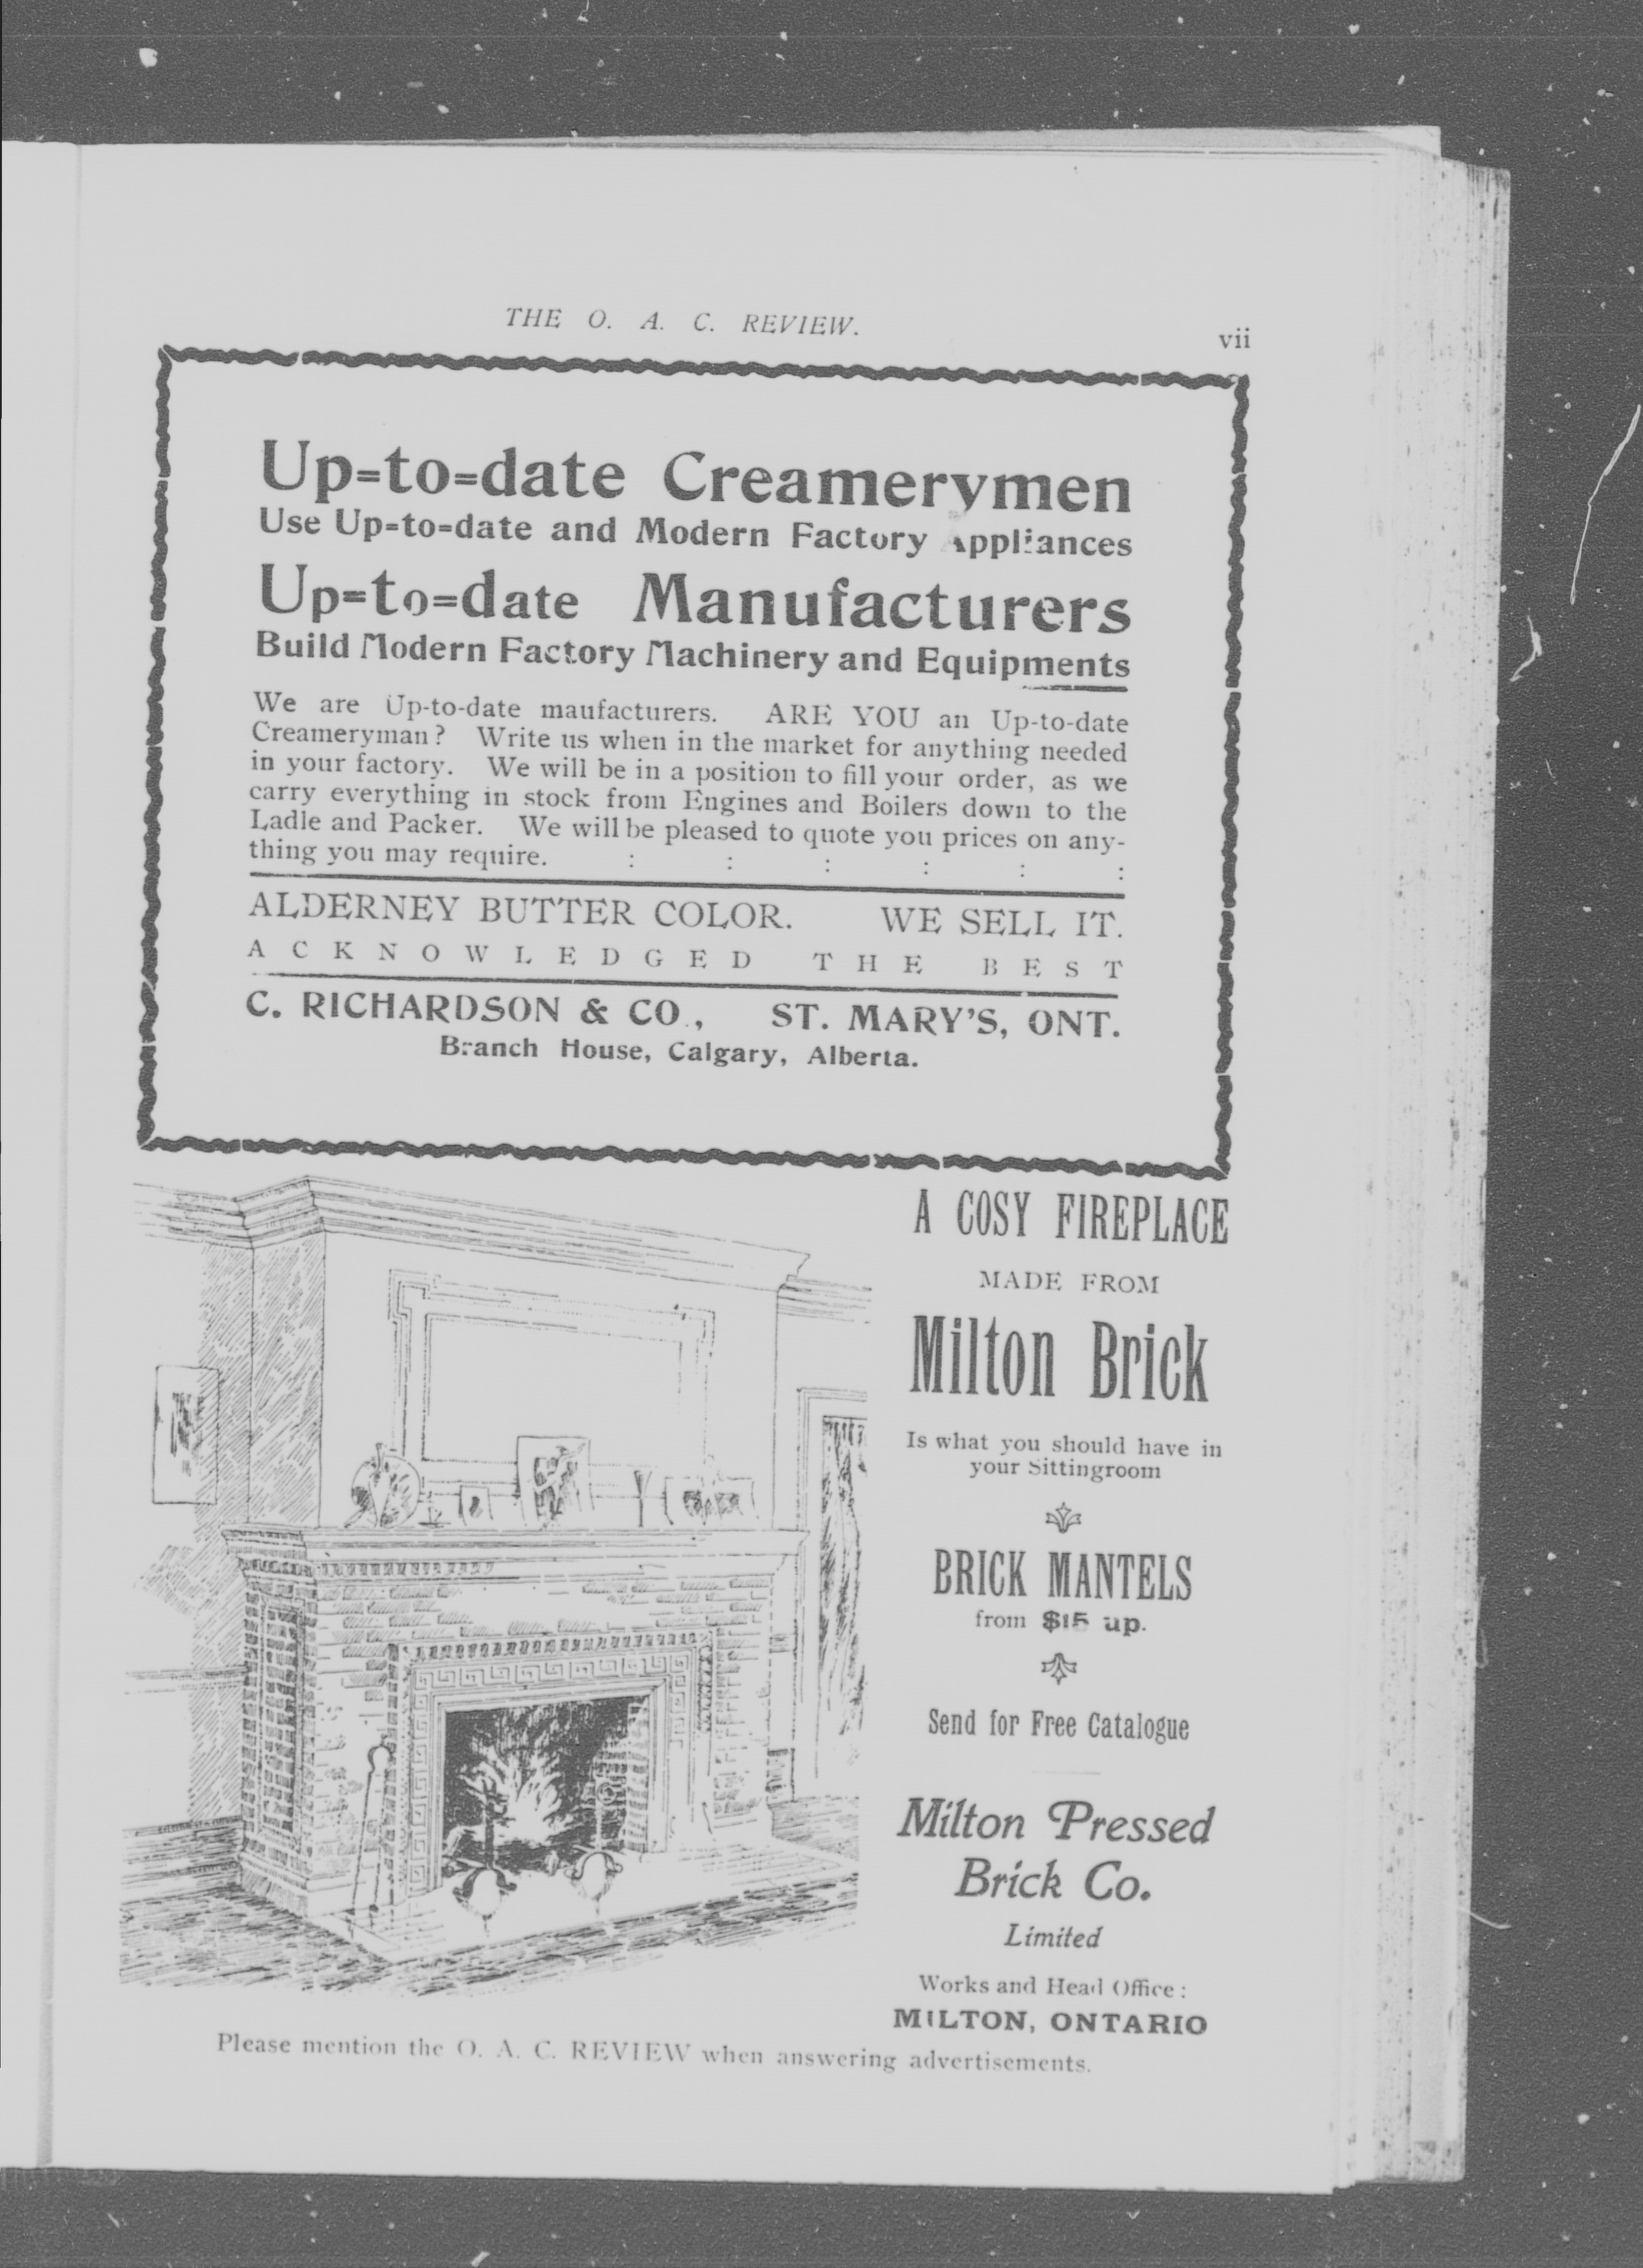 THE O. A. C. REVIEW.
vii
Up=to=date Creamerymen
Use Up=to=date and Modern Factory Appliances
Up=to=date Manufacturers
Build Modern Factory Machinery and Equipments
We are Up-to-date maufacturers. ARE YOU an Up-to-date
Creameryman? Write us when in the market for anything needed
in your factory. We will be in a position to fill your order, as we
carry everything in stock from Engines and Boilers down to the
Ladle and Packer. We will be pleased to quote you prices on any-
thing you may require. : : : : : :
ALDERNEY BUTTER COLOR. WE SELL IT.
ACKNOWLEDGED THE BEST
C. RICHARDSON & CO., ST. MARY'S, ONT.
Branch House, Calgary, Alberta.
A COSY FIREPLACE
MADE FROM
Milton Brick
Is what you should have in
your Sittingroom
BRICK MANTELS
from $15 up.
Send for Free Catalogue
Milton Pressed
Brick Co.
Limited
Works and Head Office:
MILTON, ONTARIO
Please mention the O. A. C. REVIEW when answering advertisements.